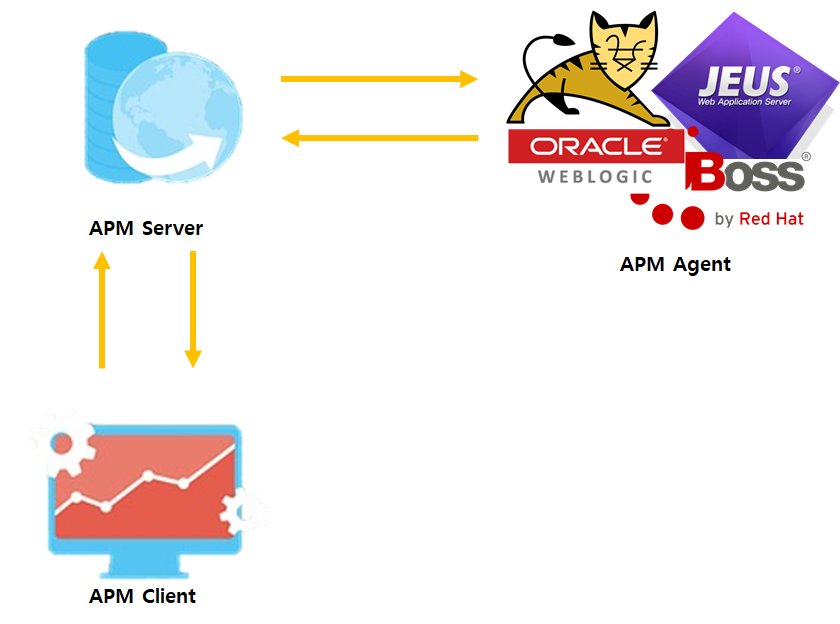 JEUS®
Web Application Server
ORACLE®
WEBLOGIC
JBoss®
by Red Hat
APM Server
APM Agent
APM Client